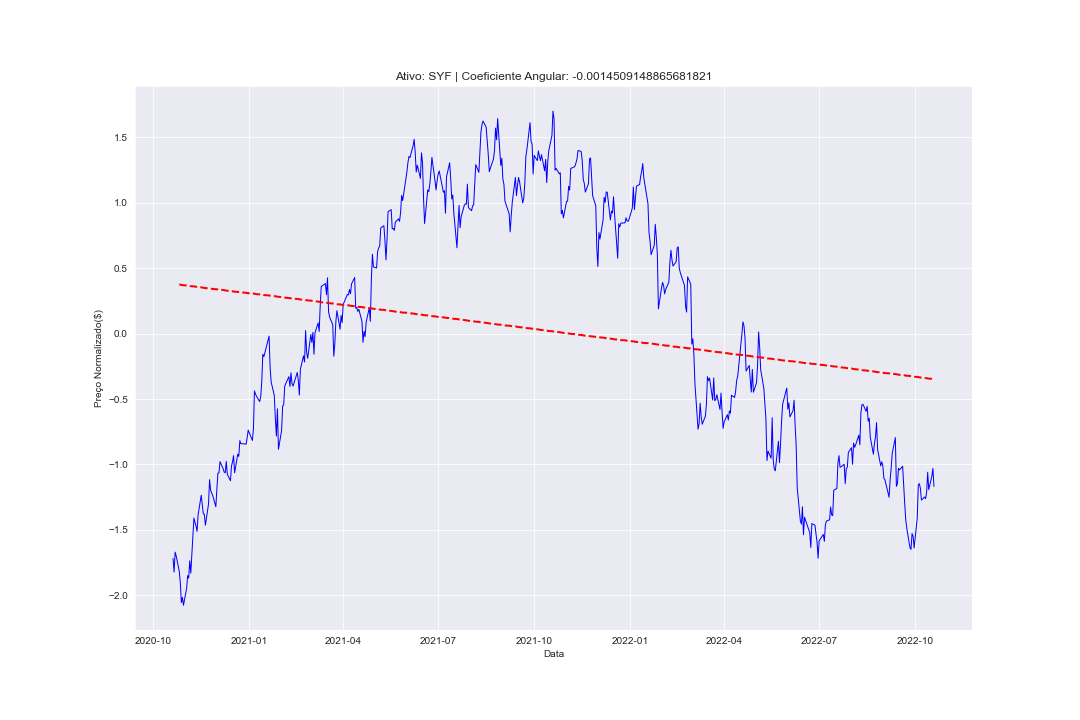 Ativo: SYF | Coeficiente Angular: -0.0014509148865681821
Preço Normalizado($)
1.5
1.0
0.5
0.0
−0.5
−1.0
−1.5
−2.0
2020-10 2021-01 2021-04 2021-07 2021-10 2022-01 2022-04 2022-07 2022-10
Data